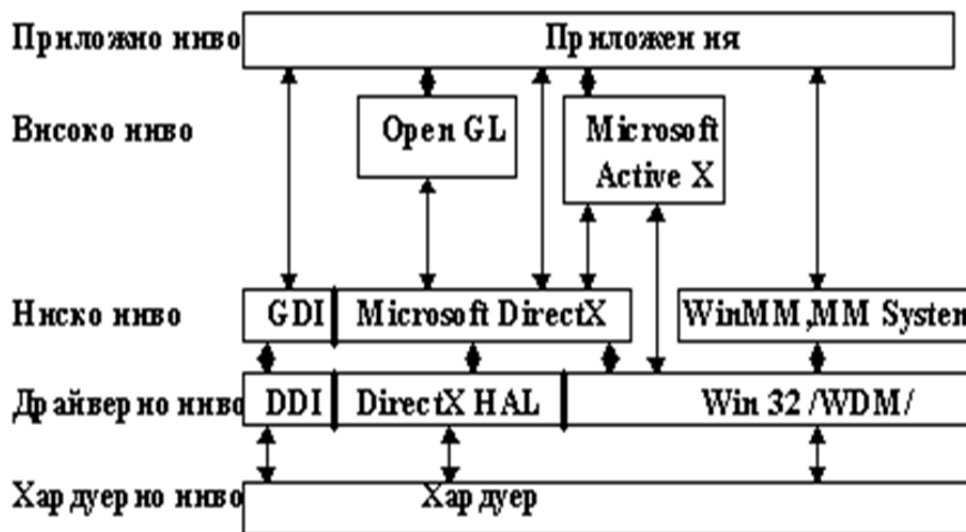 Приложно ниво
Приложения
Високо ниво
Open GL
Microsoft
Active X
Ниско ниво
GDI
Microsoft DirectX
WinMM,MM System
Драйверно ниво
DDI
DirectX HAL
Win 32 /WDM/
Хардуерно ниво
Хардуер